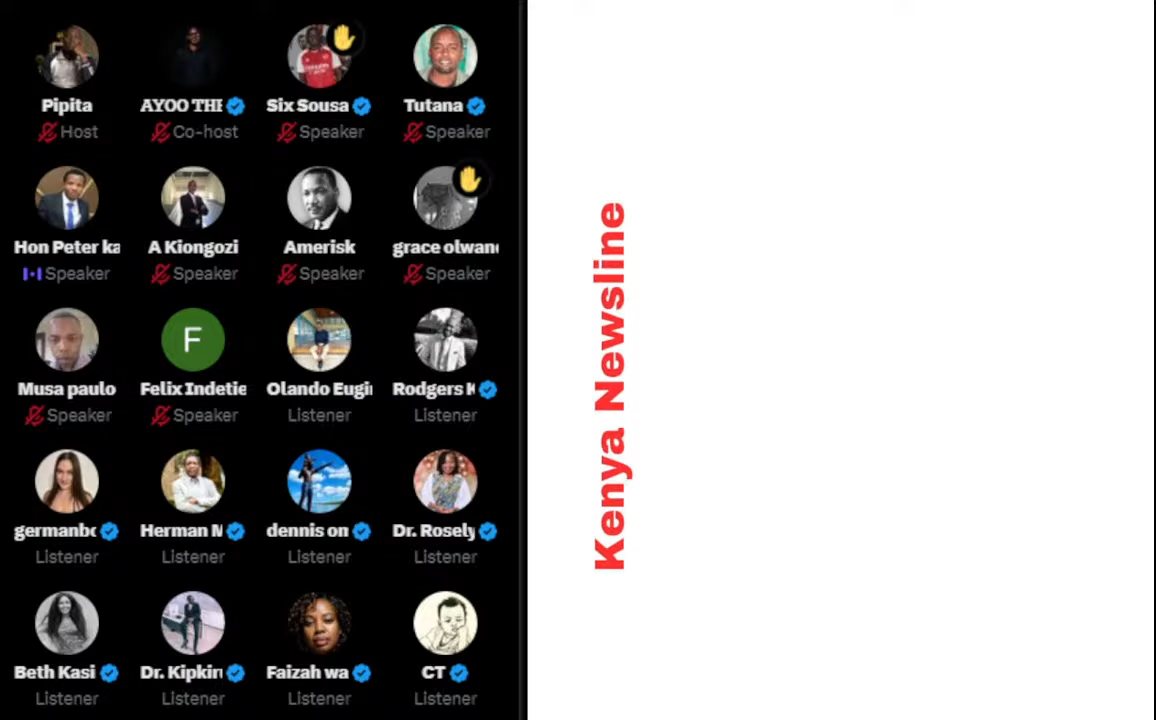 Pipita AYOO THE Six Sousa Tutana
Host Co-host Speaker Speaker
Hon Peter ka A Kiongozi Amerisk grace olwan
Speaker Speaker Speaker Speaker
F
Musa paulo Felix Indetie Olando Eugi Rodgers K
Speaker Speaker Listener Listener
germanbo Herman M dennis on Dr. Rosely
Listener Listener Listener Listener
Beth Kasi Dr. Kipkiru Faizah wa CT
Listener Listener Listener Listener
Kenya Newsline